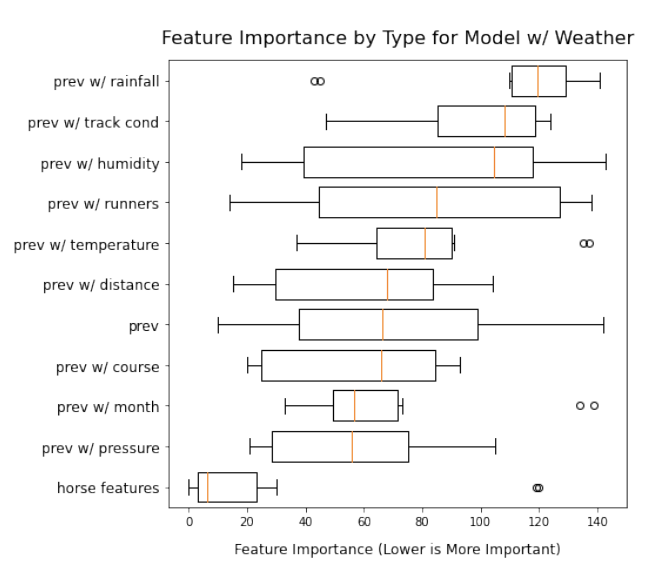 Feature Importance by Type for Model w/ Weather
prev w/ rainfall
prev w/ track cond
prev w/ humidity
prev w/ runners
prev w/ temperature
prev w/ distance
prev
prev w/ course
prev w/ month
prev w/ pressure
horse features
0 20 40 60 80 100 120 140
Feature Importance (Lower is More Important)